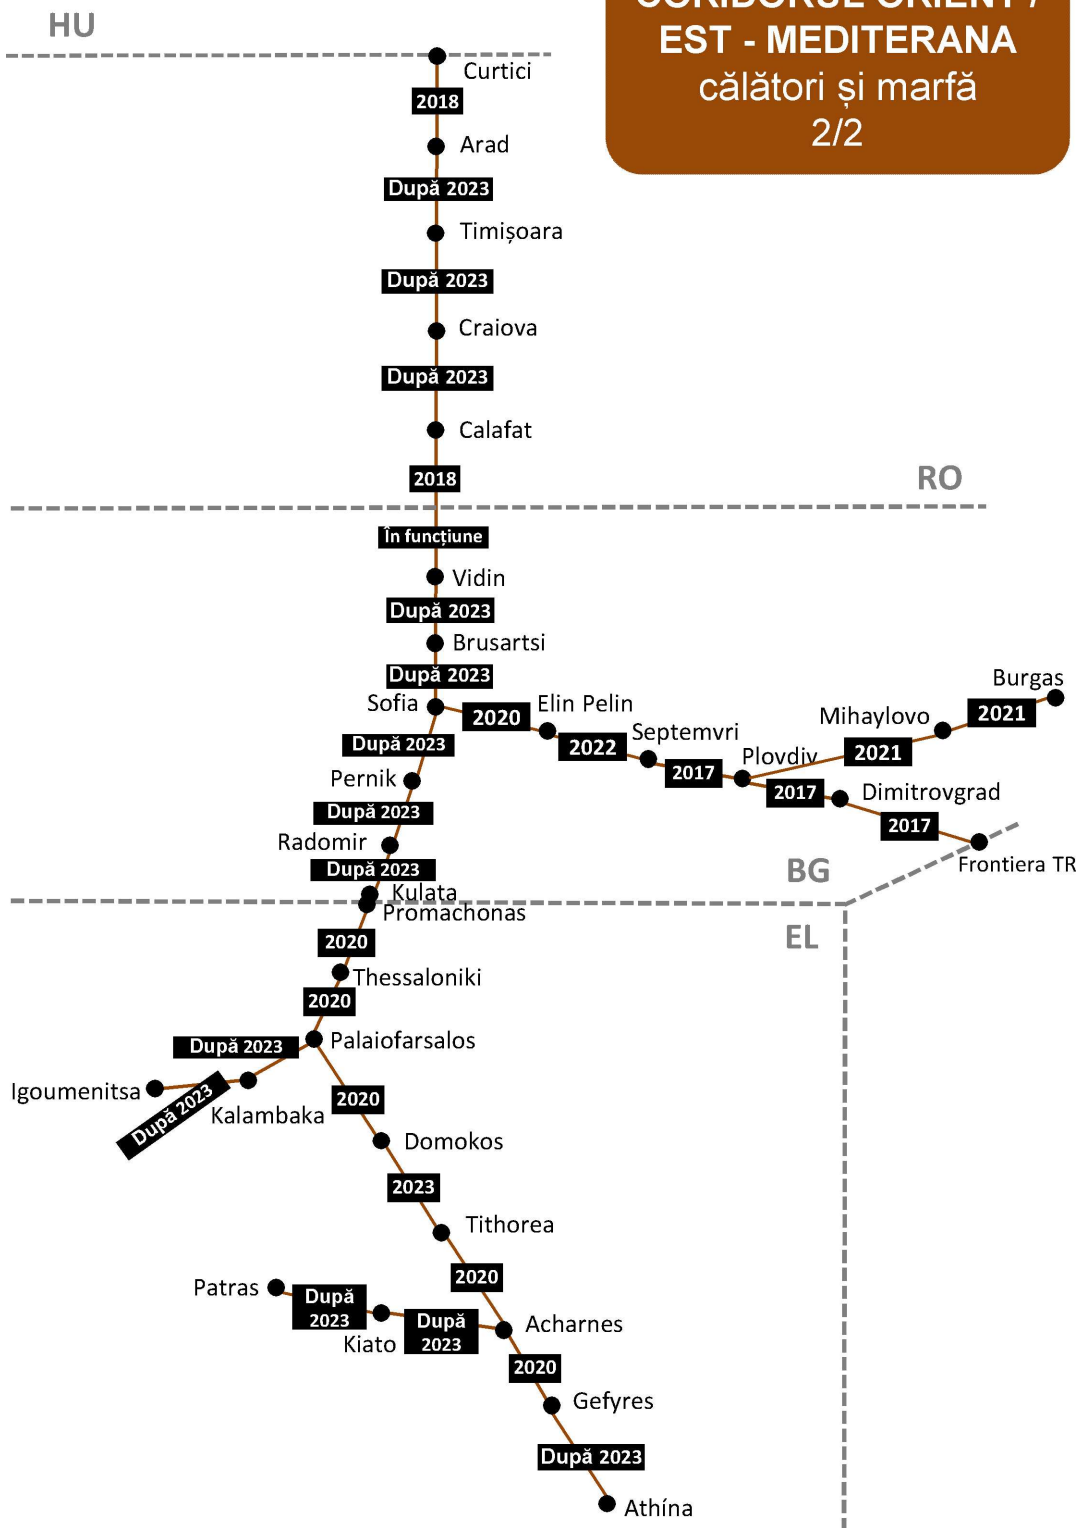 HU
CORIDORUL ORIENT /
EST - MEDITERANA
călători și marfă
2/2
Curtici
2018
Arad
După 2023
Timișoara
După 2023
Craiova
După 2023
Calafat
2018
RO
În funcțiune
Vidin
După 2023
Brusartsi
După 2023
Sofia
2020
Elin Pelin
2022
Septemvri
2017
Plovdiv
2021
Mihaylovo
2021
Burgas
2017
Dimitrovgrad
2017
Frontiera TR
După 2023
Pernik
După 2023
Radomir
După 2023
BG
Kulata
Promachonas
EL
2020
Thessaloniki
2020
Palaiofarsalos
După 2023
Kalambaka
După 2023
Igoumenitsa
2020
Domokos
2023
Tithorea
2020
Patras
După
2023
Kiato
După
2023
Acharnes
2020
Gefyres
După 2023
Athína